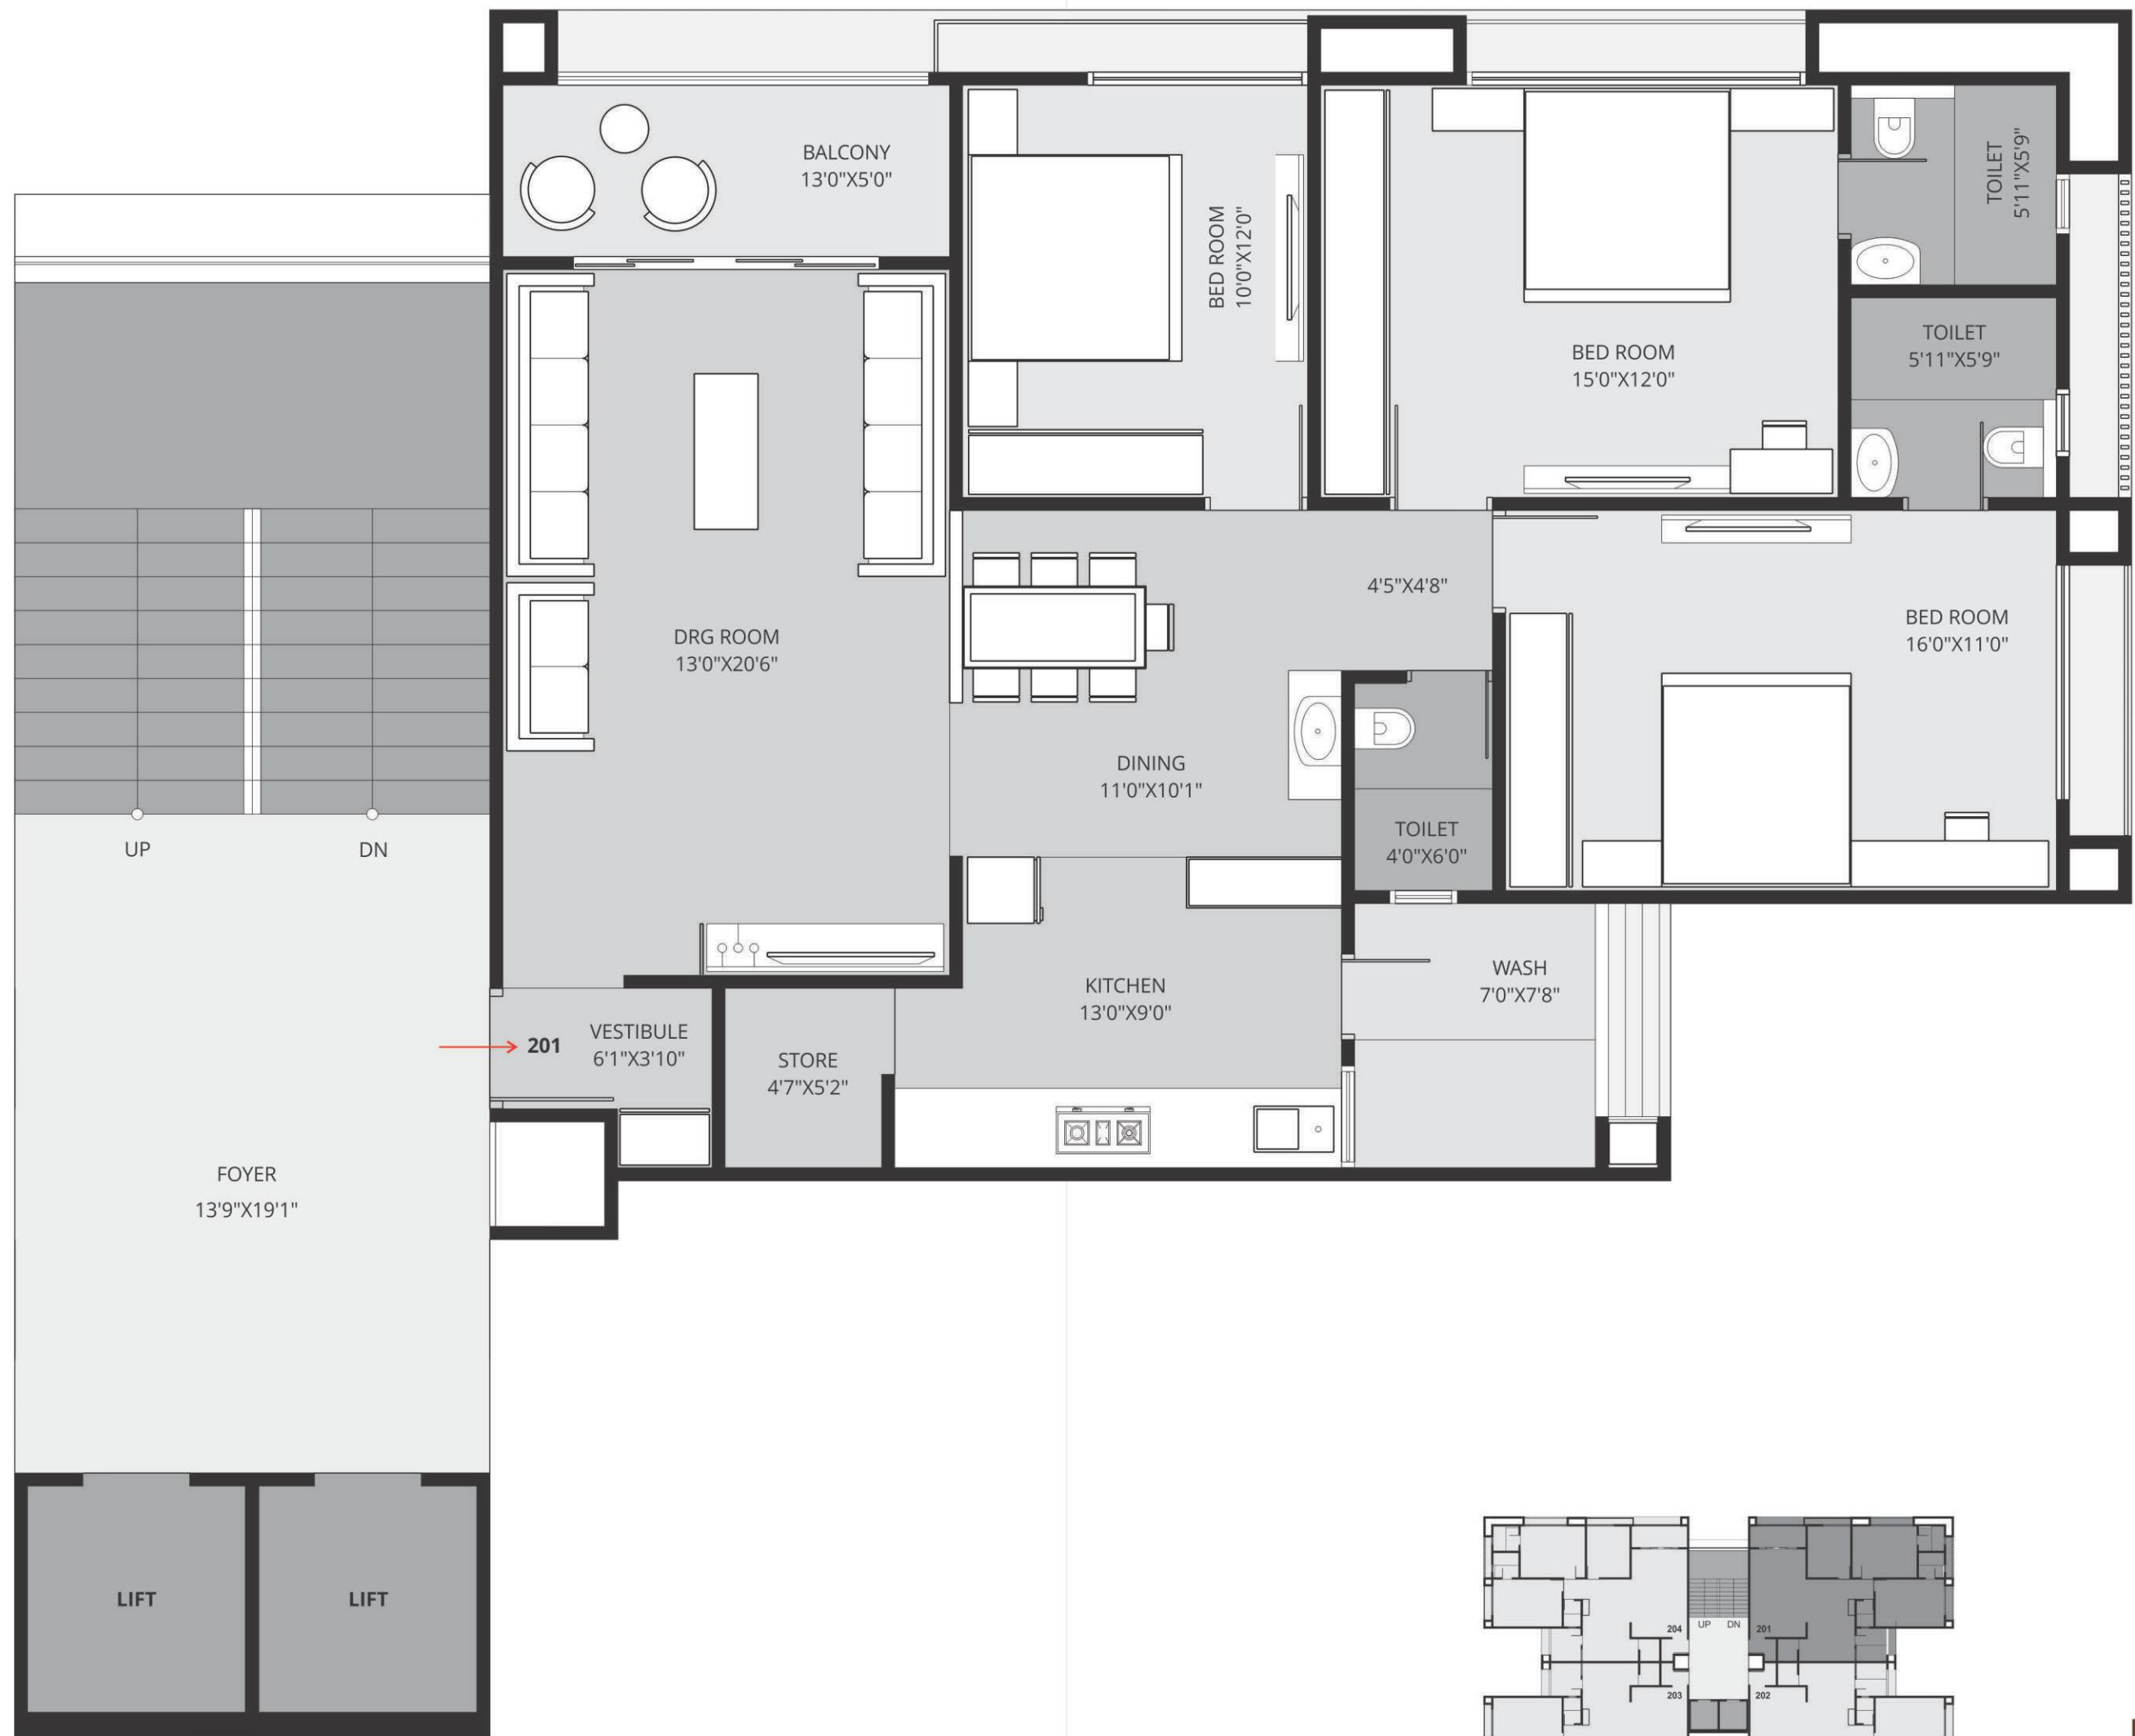 BALCONY
13'0"X5'0"
BED ROOM
10'0"X12'0"
BED ROOM
15'0"X12'0"
TOILET
5'11"X5'9"
TOILET
5'11"X5'9"
DRG ROOM
13'0"X20'6"
4'5"X4'8"
BED ROOM
16'0"X11'0"
DINING
11'0"X10'1"
TOILET
4'0"X6'0"
UP
DN
KITCHEN
13'0"X9'0"
WASH
7'0"X7'8"
201
VESTIBULE
6'1"X3'10"
STORE
4'7"X5'2"
FOYER
13'9"X19'1"
LIFT
LIFT
204
UP
DN
201
203
202